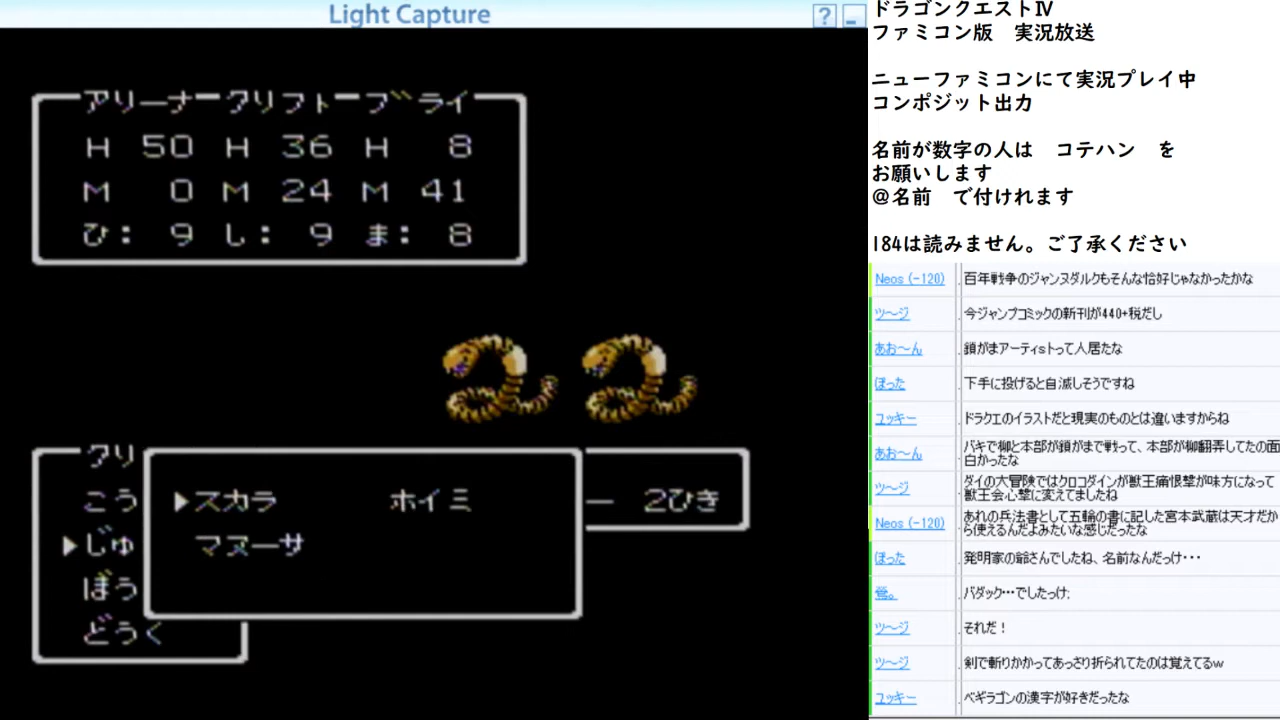 Light Capture
アリーナークリフトーブライ
H 50 H 36 H 8
M 0 M 24 M 41
ひ: 9 し: 9 ま: 8
クリ
こう
▶じゅ
ぼう
どうく
▶スカラ ホイミ
マヌーサ
ー 2ひき
ドラゴンクエストⅣ
ファミコン版 実況放送
ニューファミコンにて実況プレイ中
コンポジット出力
名前が数字の人は コテハン を
お願いします
@名前 で付けれます
184は読みません。ご了承ください
Neos (-120) 百年戦争のジャンヌダルクもそんな恰好じゃなかったかな
ツ～ジ 今ジャンプコミックの新刊が440+税だし
あお～ん 鎖がまアーティsトって人居たな
ぽった 下手に投げると自滅しそうですね
ユッキー ドラクエのイラストだと現実のものとは違いますからね
あお～ん バキで柳と本部が鎖がまで戦って、本部が柳翻弄してたの面
白かったな
ツ～ジ ダイの大冒険ではクロコダインが獣王痛恨撃が味方になって
獣王会心撃に変えてましたね
Neos (-120) あれの兵法書として五輪の書に記した宮本武蔵は天才だか
ら使えるんだよみたいな感じだったな
ぽった 発明家の爺さんでしたね、名前なんだっけ・・・
バダック…でしたっけ;
ツ～ジ それだ！
ツ～ジ 剣で斬りかかってあっさり折られてたのは覚えてるw
ユッキー ベギラゴンの漢字が好きだったな